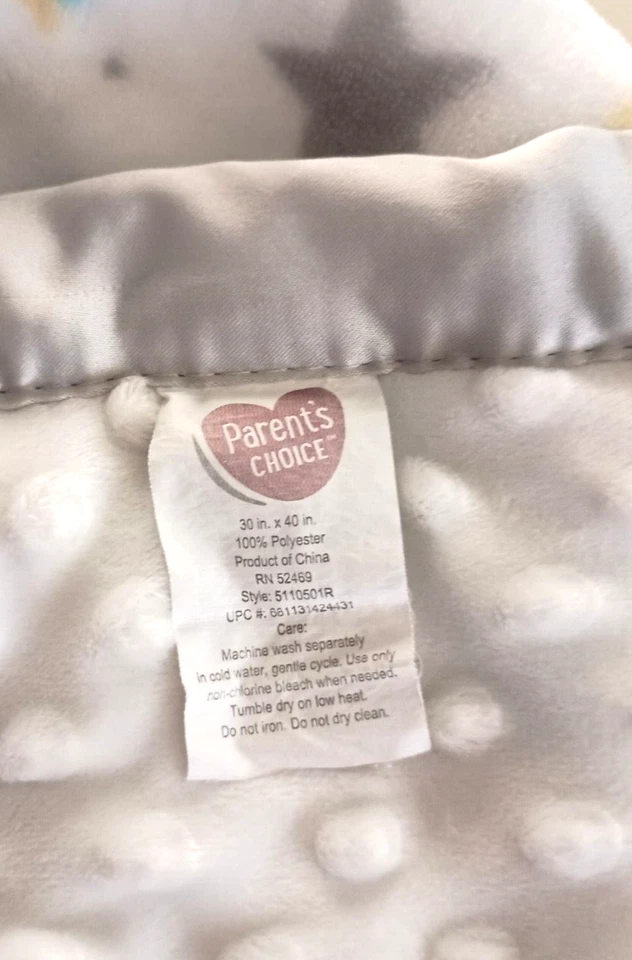 Parent's
CHOICE™
30 in. x 40 in.
100% Polyester
Product of China
RN 52469
Style: 5110501R
UPC #: 681131424431
Care:
Machine wash separately
in cold water, gentle cycle. Use only
non-chlorine bleach when needed.
Tumble dry on low heat.
Do not iron. Do not dry clean.